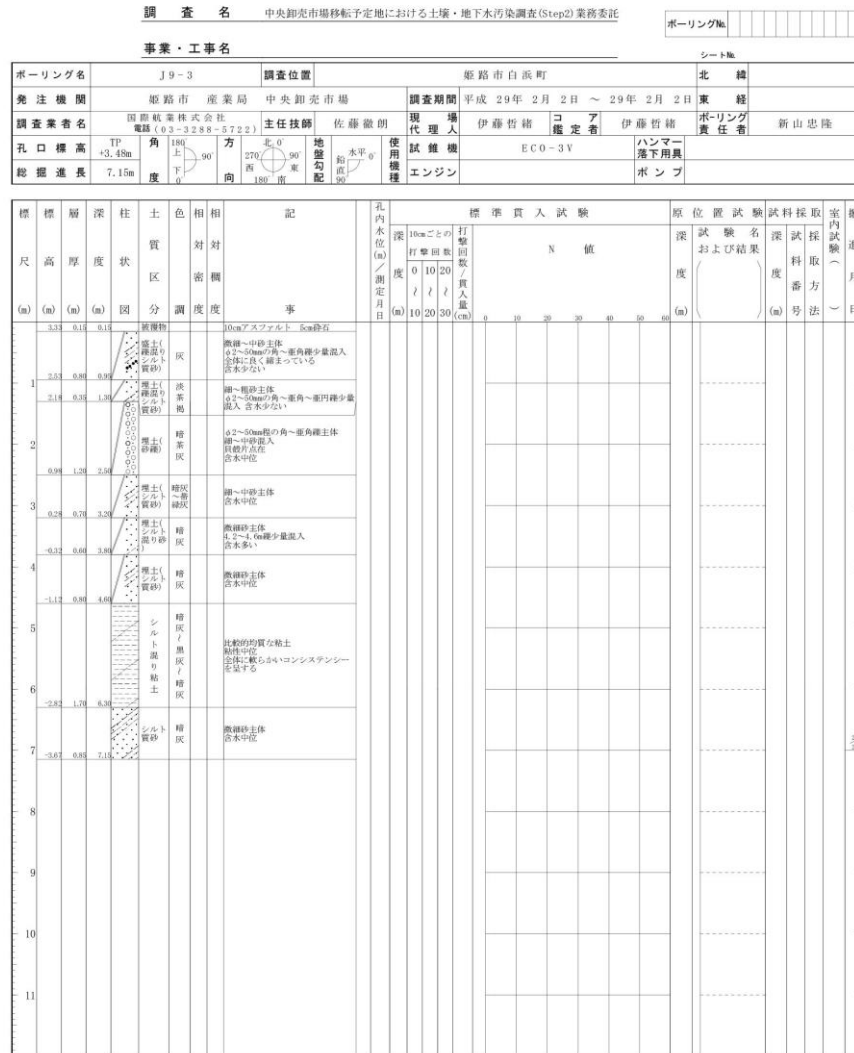 調査名 中央卸売市場移転予定地における土壌・地下水汚染調査(Step2)業務委託
ボーリングNo.
事業・工事名
シートNo.
ボーリング名 J9-3 調査位置 姫路市白浜町 北緯
発注機関 姫路市 産業局 中央卸売市場 調査期間 平成 29年 2月 2日 ～ 29年 2月 2日 東経
調査業者名 国際航業株式会社 電話(03-3288-5722) 主任技師 佐藤徹朗 現場代理人 伊藤哲緒 コア鑑定者 伊藤哲緒 ボーリング責任者 新山忠隆
孔口標高 TP +3.48m 角度 180° 上 下 0° 90° 方向 北 0° 270° 西 90° 東 180° 南 地盤勾配 水平 0° 鉛直 90° 使用機種 試錐機 ECO-3V ハンマー落下用具
総掘進長 7.15m エンジン ポンプ
標尺(m) 標高(m) 層厚(m) 深度(m) 柱状図 土質区分 色調 相対密度 相対稠度 記事 孔内水位(m)/測定月日 標準貫入試験 原位置試験 試料採取 室内試験( )
深度(m) 10cmごとの打撃回数 打撃回数/貫入量(cm) N 値 深度(m) 試験名および結果 深度(m) 試料番号 採取方法
0 10 20
～ ～ ～
10 20 30 0 10 20 30 40 50 60
3.33 0.15 0.15 被覆物 10cmアスファルト 5cm砕石
盛土(礫混りシルト質砂) 灰
微細～中砂主体
φ2～50mmの角～亜角礫少量混入
全体に良く締まっている
含水少ない
2.53 0.80 0.95
1
埋土(礫混りシルト質砂) 淡茶褐
細～粗砂主体
φ2～50mmの角～亜角～亜円礫少量
混入 含水少ない
2.18 0.35 1.30
埋土(砂礫) 暗茶灰
φ2～50mm程の角～亜角礫主体
細～中砂混入
貝殻片点在
含水中位
2
0.98 1.20 2.50
埋土(シルト質砂) 暗灰～暗緑灰
細～中砂主体
含水中位
3
0.28 0.70 3.20
埋土(シルト混り砂) 暗灰
微細砂主体
4.2～4.6m礫少量混入
含水多い
-0.32 0.60 3.80
4
埋土(シルト質砂) 暗灰
微細砂主体
含水中位
-1.12 0.80 4.60
5
シルト混り粘土 暗灰～黒灰～暗灰
比較的均質な粘土
粘性中位
全体に軟らかいコンシステンシー
を呈する
6
-2.82 1.70 6.30
シルト質砂 暗灰
微細砂主体
含水中位
7
-3.67 0.85 7.15
8
9
10
11